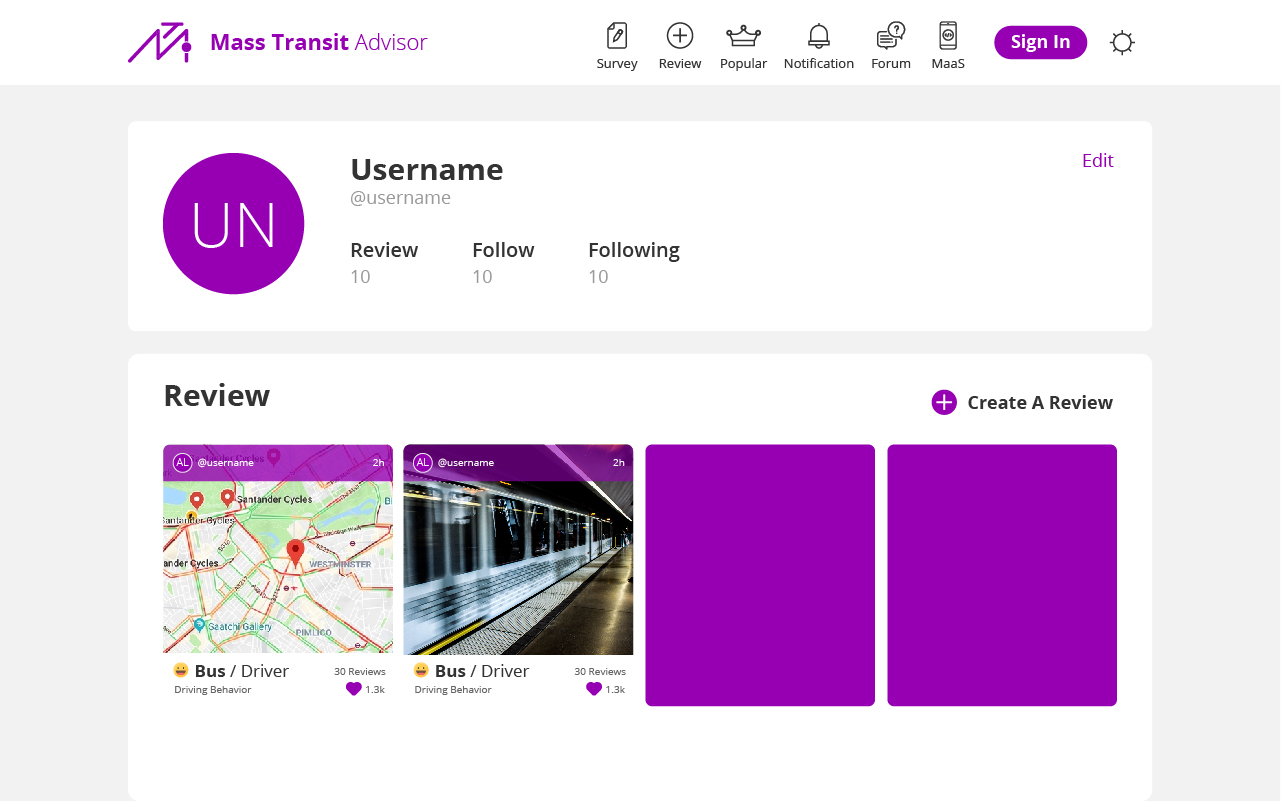 Mass Transit Advisor
Survey
Review
Popular
Notification
Forum
MaaS
Sign In
UN
Username
@username
Edit
Review
Follow
Following
10
10
10
Review
Create A Review
AL @username 2h
Santander Cycles
Santander Cycles
ander Cycles
WESTMINSTER
Saatchi Gallery
PIMLICO
Bus / Driver
30 Reviews
Driving Behavior
1.3k
AL @username 2h
Bus / Driver
30 Reviews
Driving Behavior
1.3k